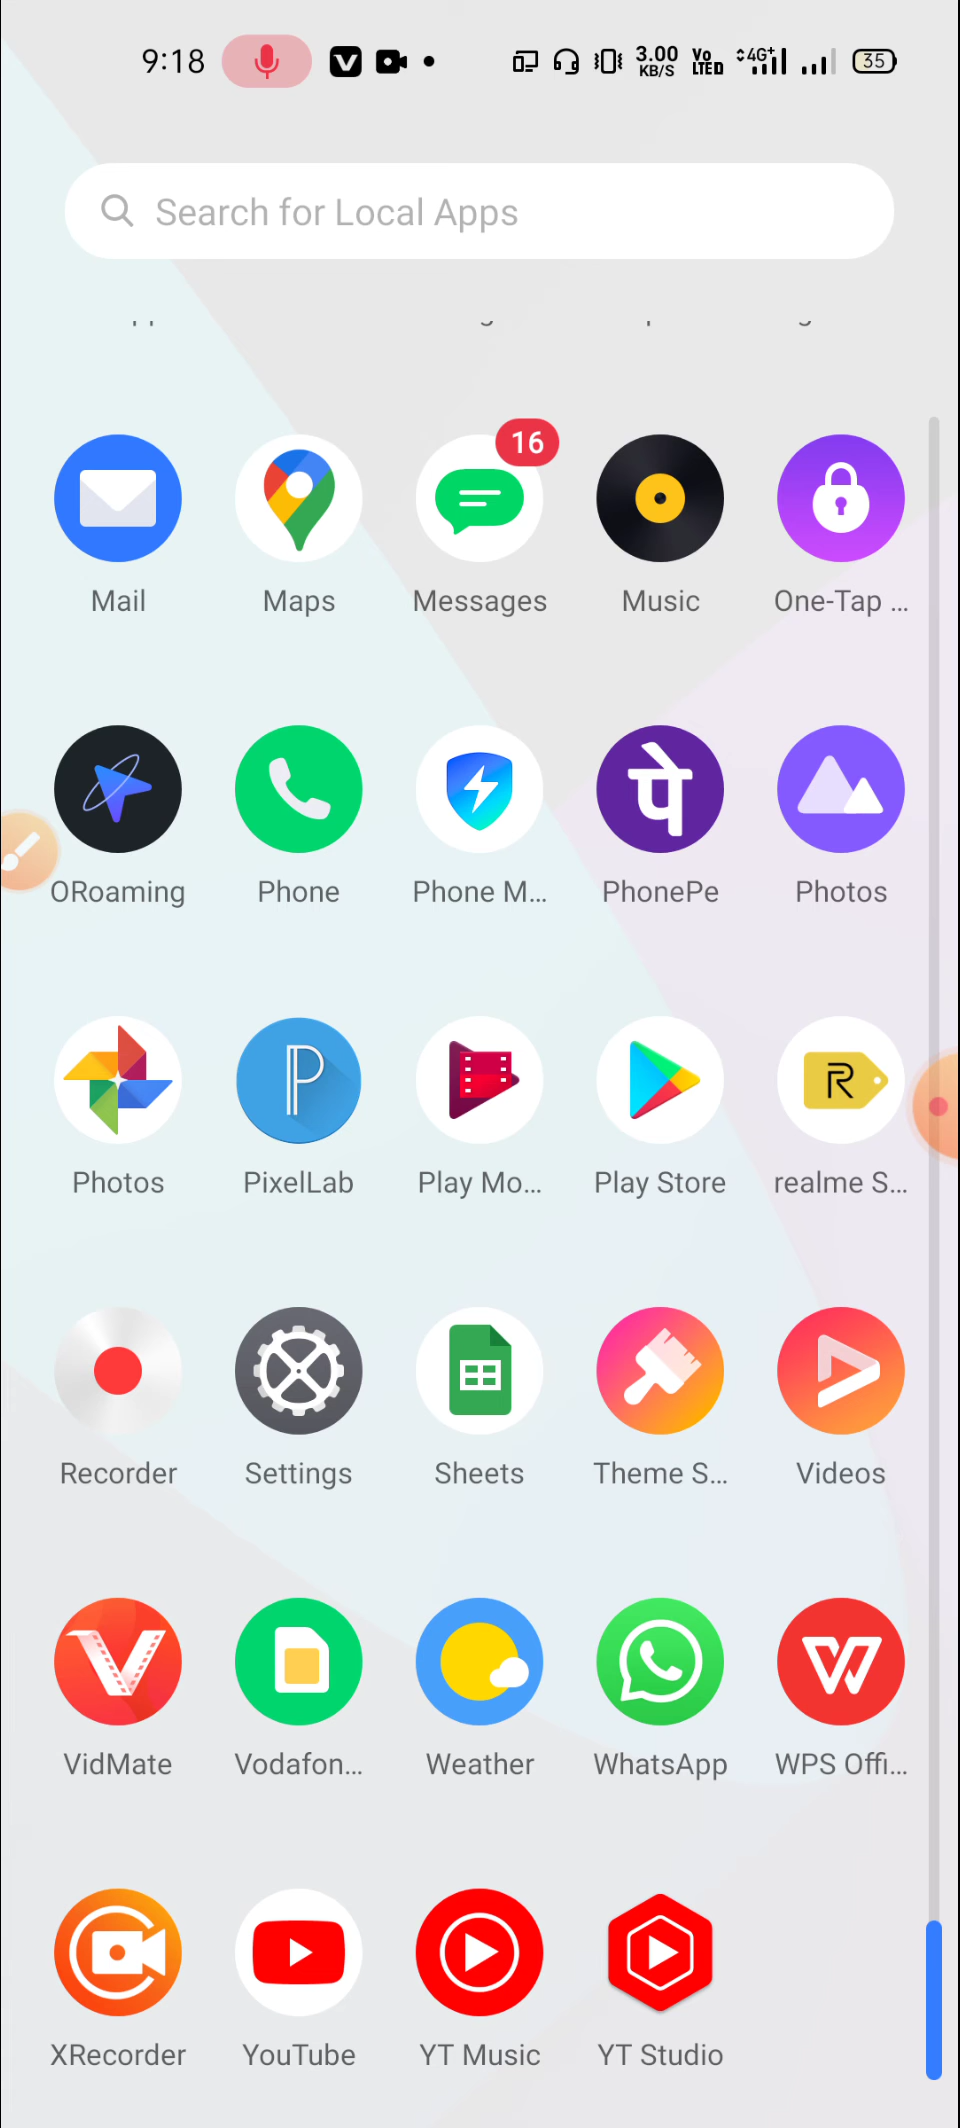 9:18
3.00 KB/S
Vo LTE D
4G+
35
Search for Local Apps
16
Mail Maps Messages Music One-Tap ...
पे
ORoaming Phone Phone M... PhonePe Photos
P
R
Photos PixelLab Play Mo... Play Store realme S...
Recorder Settings Sheets Theme S... Videos
VidMate Vodafon... Weather WhatsApp WPS Offi...
XRecorder YouTube YT Music YT Studio